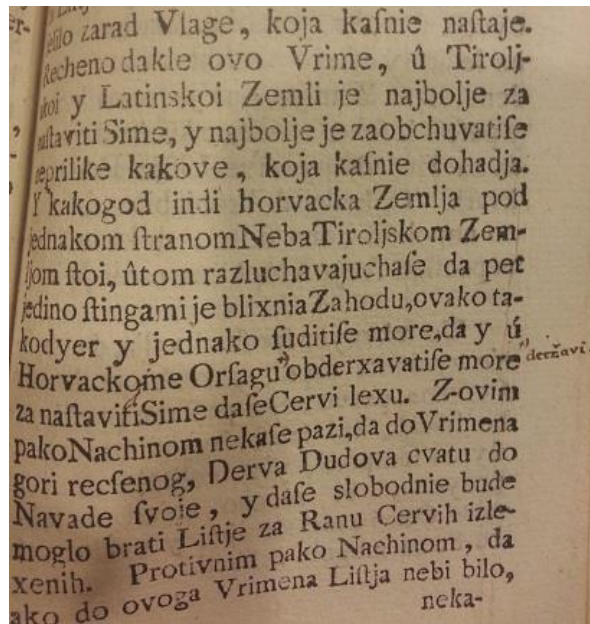 zarad Vlage, koja kaſnie naſtaje.
Recheno dakle ovo Vrime, û Tirolj-
skoi y Latinskoi Zemli je najbolje za
naſtaviti Sime, y najbolje je zaobchuvatiſe
neprilike kakove, koja kaſnie dohadja.
Y kakogod indi horvacka Zemlja pod
jednakom ſtranom Neba Tiroljskom Zem-
ljom ſtoi, ûtom razluchavajuchaſe da pet
jedino ſtingami je blixnia Zahodu, ovako ta-
kodyer y jednako ſuditiſe more, da y ú
Horvackome Orſagu obderxavatiſe more
deržavi
za naſtaviti Sime daſe Cervi lexu. Z-ovim
pako Nachinom nekaſe pazi, da do Vrimena
gori recſenog, Derva Dudova cvatu do
Navade ſvoie, y daſe slobodnie bude
moglo brati Liſtje za Ranu Cervih izle-
xenih. Protivnim pako Nachinom, da
ako do ovoga Vrimena Liſtja nebi bilo,
neka-